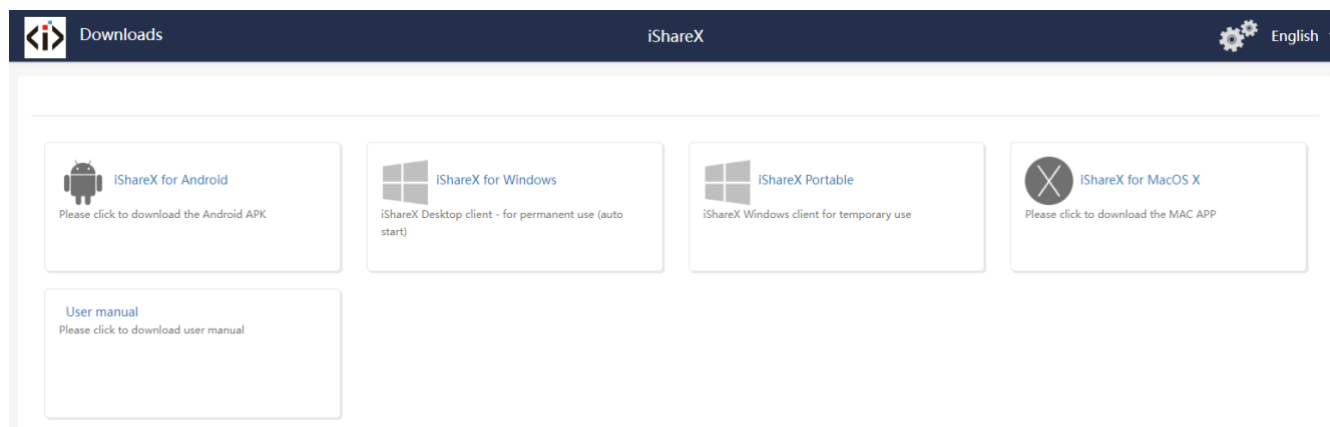 <i> Downloads iShareX English
iShareX for Android
Please click to download the Android APK
iShareX for Windows
iShareX Desktop client - for permanent use (auto
start)
iShareX Portable
iShareX Windows client for temporary use
X iShareX for MacOS X
Please click to download the MAC APP
User manual
Please click to download user manual